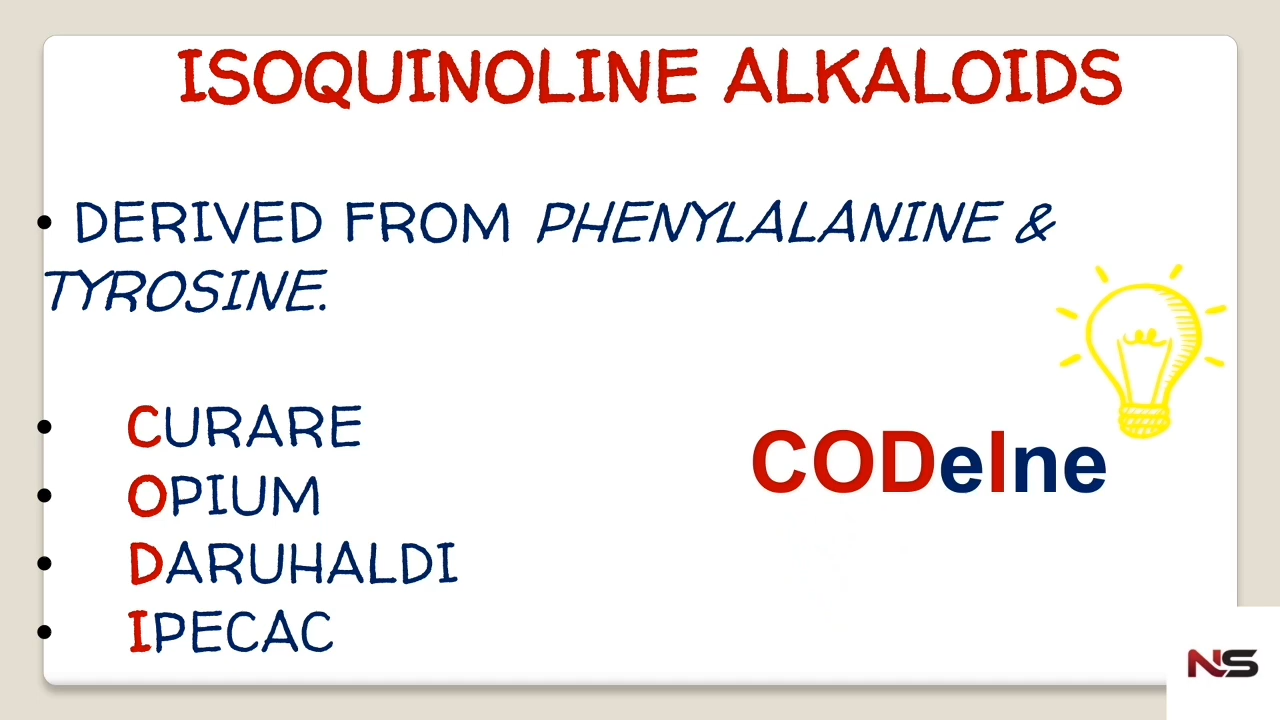 ISOQUINOLINE ALKALOIDS
• DERIVED FROM PHENYLALANINE &
TYROSINE.
• CURARE
• OPIUM
CODeIne
• DARUHALDI
• IPECAC
NS